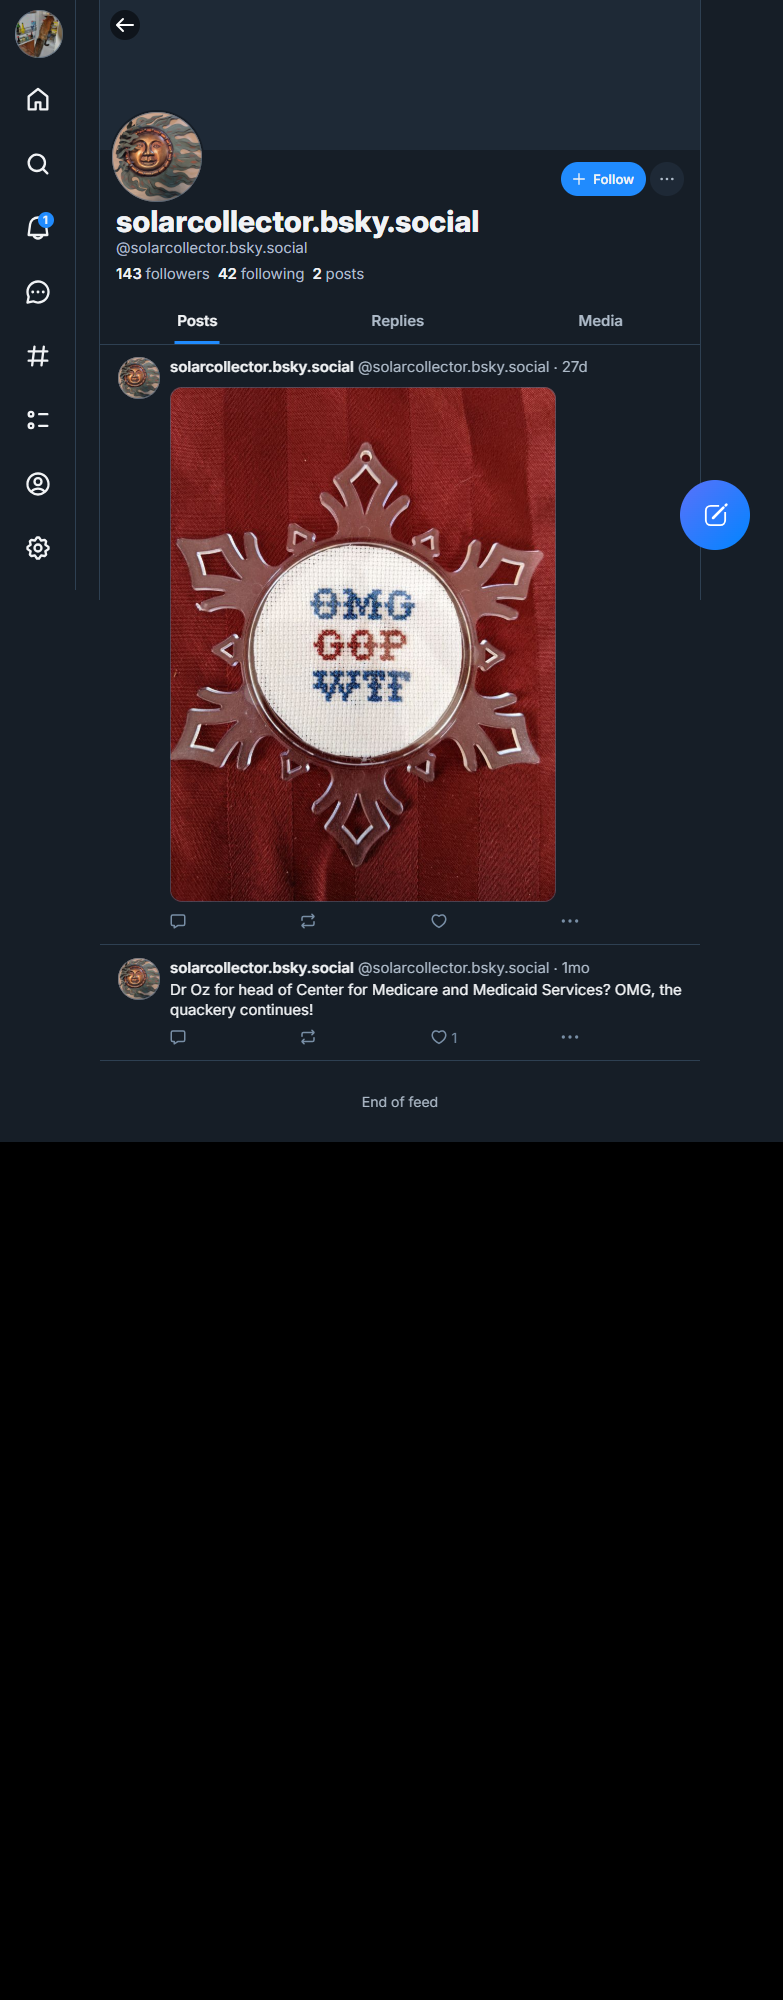 1
Follow
solarcollector.bsky.social
@solarcollector.bsky.social
143 followers 42 following 2 posts
Posts Replies Media
solarcollector.bsky.social @solarcollector.bsky.social · 27d
OMG
GOP
WTF
solarcollector.bsky.social @solarcollector.bsky.social · 1mo
Dr Oz for head of Center for Medicare and Medicaid Services? OMG, the
quackery continues!
1
End of feed